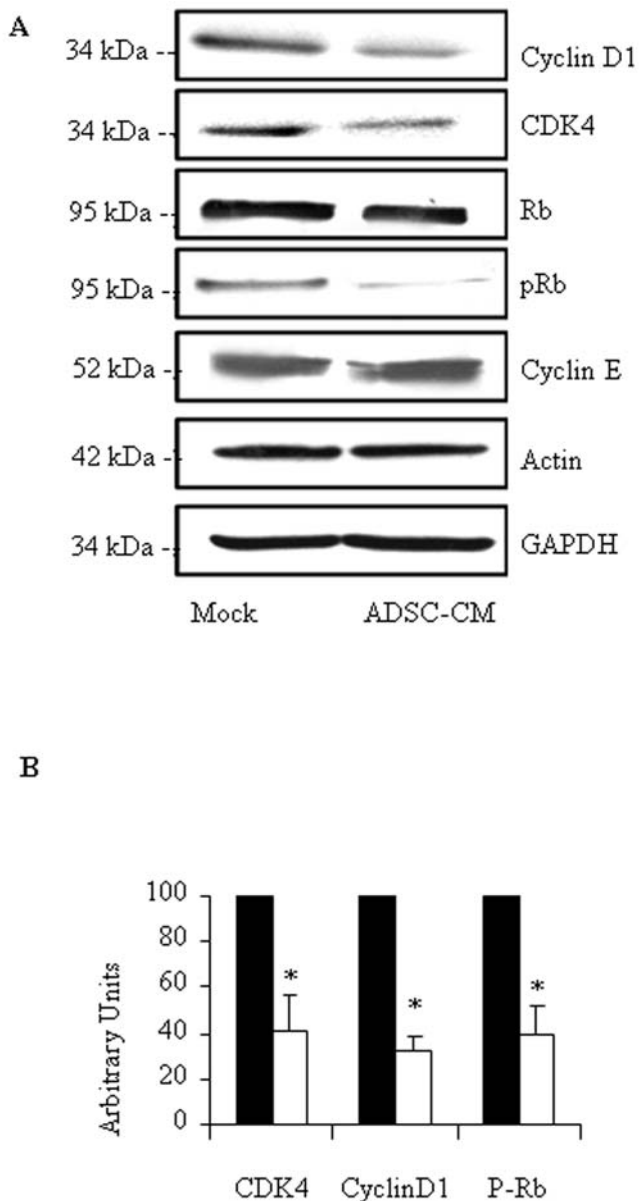 A
34 kDa -- Cyclin D1
34 kDa -- CDK4
95 kDa -- Rb
95 kDa -- pRb
52 kDa -- Cyclin E
42 kDa -- Actin
34 kDa -- GAPDH
Mock ADSC-CM
B
Arbitrary Units
100
80
60
40
20
0
* * *
CDK4 CyclinD1 P-Rb